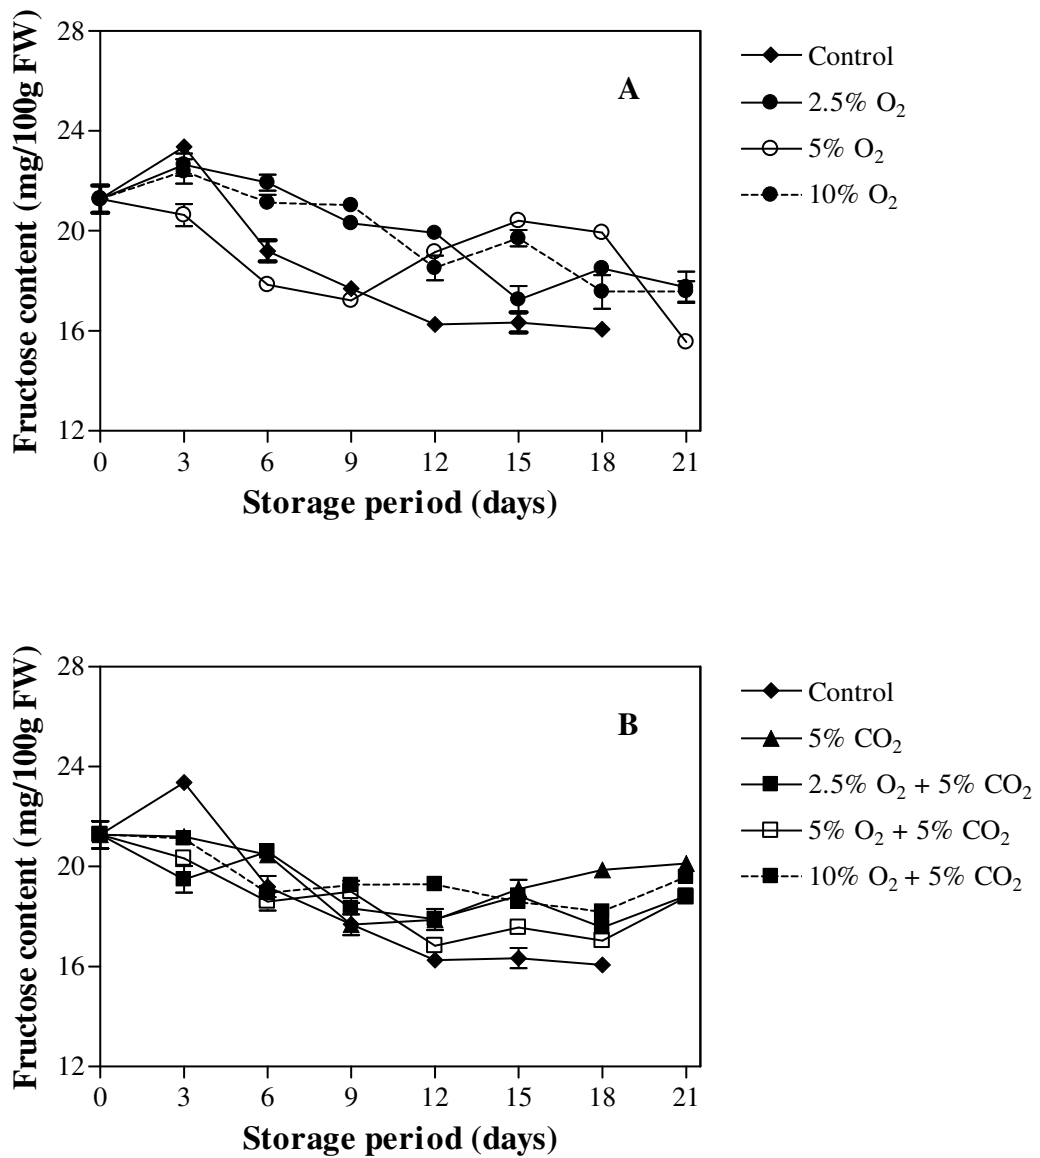 28
24
20
16
12
Fructose content (mg/100g FW)
0 3 6 9 12 15 18 21
Storage period (days)
A
Control
2.5% O₂
5% O₂
10% O₂
28
24
20
16
12
Fructose content (mg/100g FW)
0 3 6 9 12 15 18 21
Storage period (days)
B
Control
5% CO₂
2.5% O₂ + 5% CO₂
5% O₂ + 5% CO₂
10% O₂ + 5% CO₂